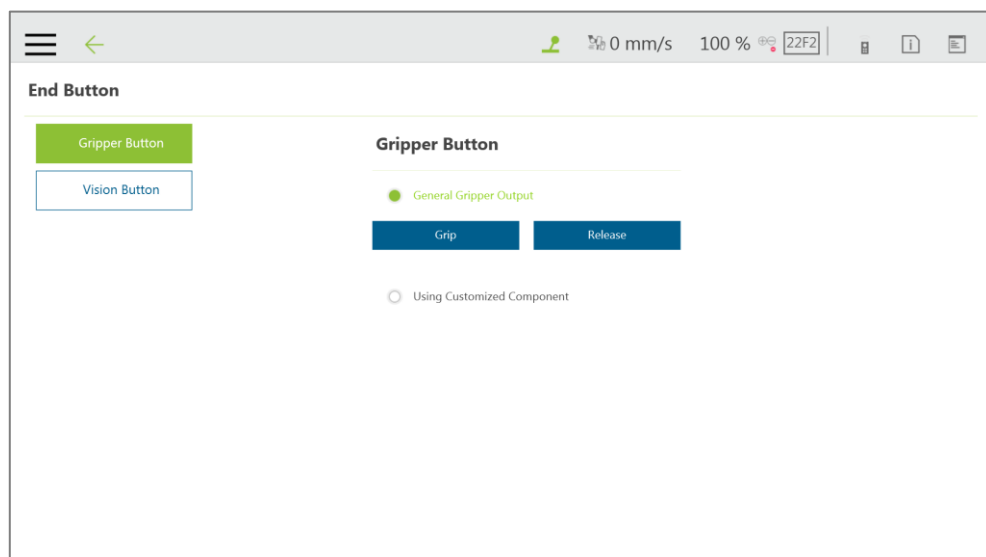 0 mm/s 100 % 22F2
End Button
Gripper Button
Vision Button
Gripper Button
General Gripper Output
Grip Release
Using Customized Component